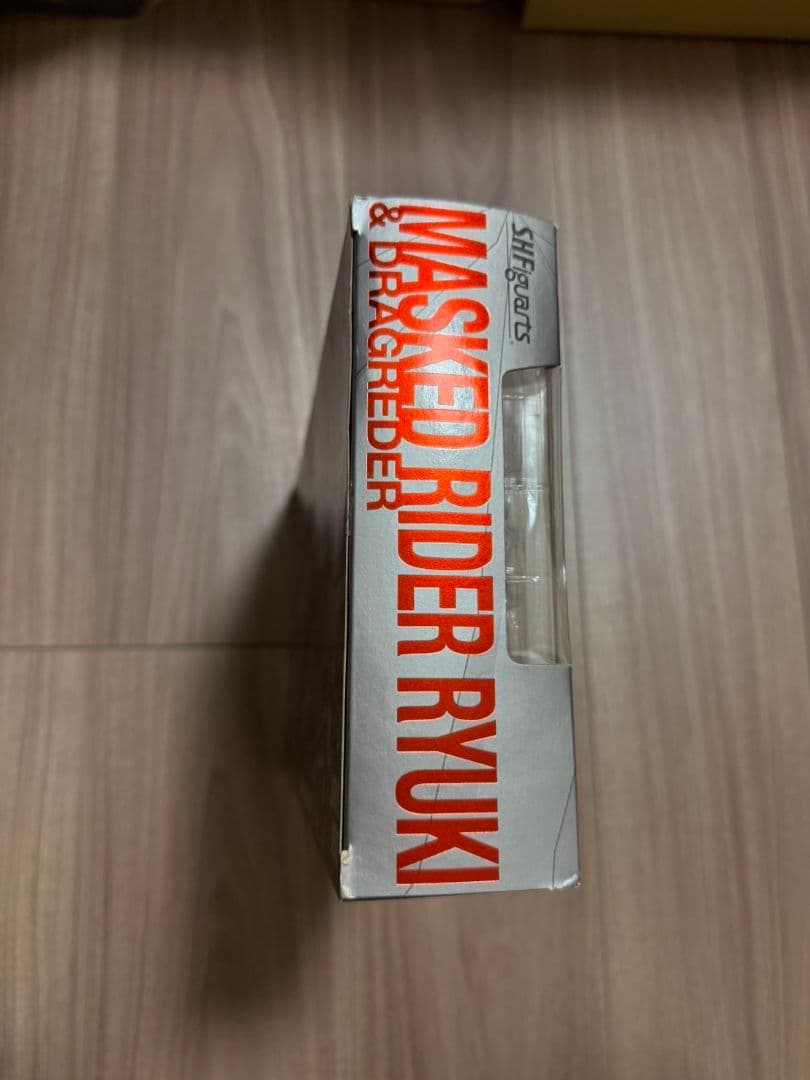 S.H.Figuarts
MASKED RIDER RYUKI
& DRAGREDER